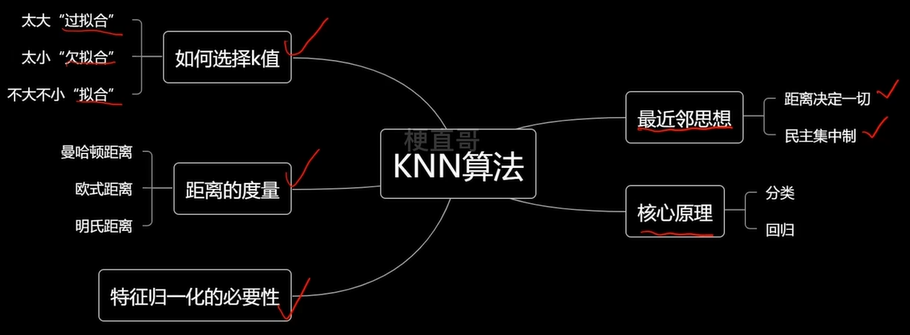 太大“过拟合”
太小“欠拟合”
不大不小“拟合”
如何选择k值
曼哈顿距离
欧式距离
明氏距离
距离的度量
特征归一化的必要性
梗直哥
KNN算法
最近邻思想
距离决定一切
民主集中制
核心原理
分类
回归